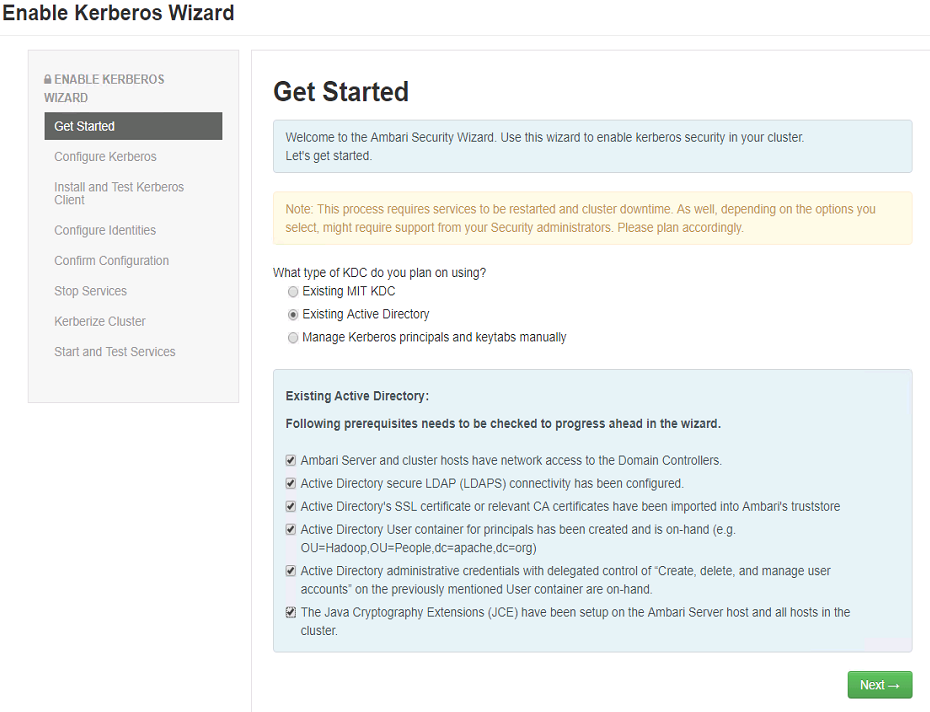 Enable Kerberos Wizard
ENABLE KERBEROS
WIZARD
Get Started
Configure Kerberos
Install and Test Kerberos
Client
Configure Identities
Confirm Configuration
Stop Services
Kerberize Cluster
Start and Test Services
Get Started
Welcome to the Ambari Security Wizard. Use this wizard to enable kerberos security in your cluster.
Let's get started.
Note: This process requires services to be restarted and cluster downtime. As well, depending on the options you
select, might require support from your Security administrators. Please plan accordingly.
What type of KDC do you plan on using?
Existing MIT KDC
Existing Active Directory
Manage Kerberos principals and keytabs manually
Existing Active Directory:
Following prerequisites needs to be checked to progress ahead in the wizard.
Ambari Server and cluster hosts have network access to the Domain Controllers.
Active Directory secure LDAP (LDAPS) connectivity has been configured.
Active Directory's SSL certificate or relevant CA certificates have been imported into Ambari's truststore
Active Directory User container for principals has been created and is on-hand (e.g.
OU=Hadoop,OU=People,dc=apache,dc=org)
Active Directory administrative credentials with delegated control of “Create, delete, and manage user
accounts” on the previously mentioned User container are on-hand.
The Java Cryptography Extensions (JCE) have been setup on the Ambari Server host and all hosts in the
cluster.
Next →